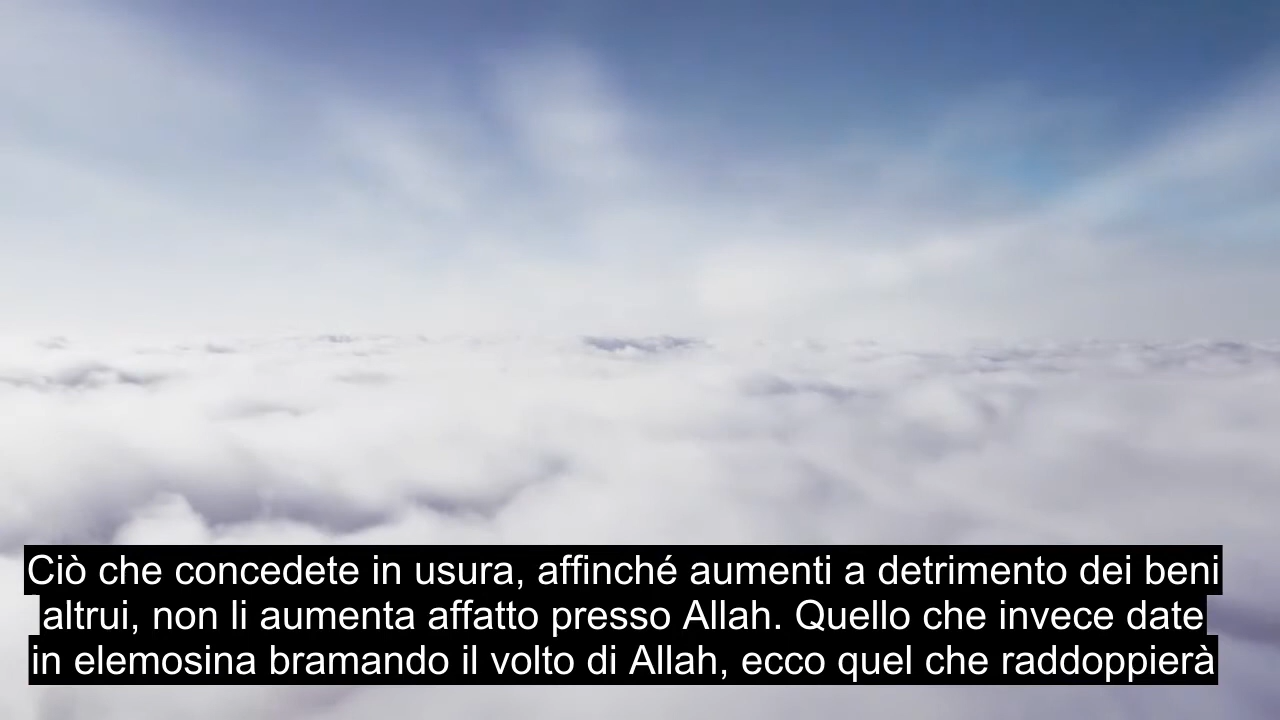 Ciò che concedete in usura, affinché aumenti a detrimento dei beni
altrui, non li aumenta affatto presso Allah. Quello che invece date
in elemosina bramando il volto di Allah, ecco quel che raddoppierà